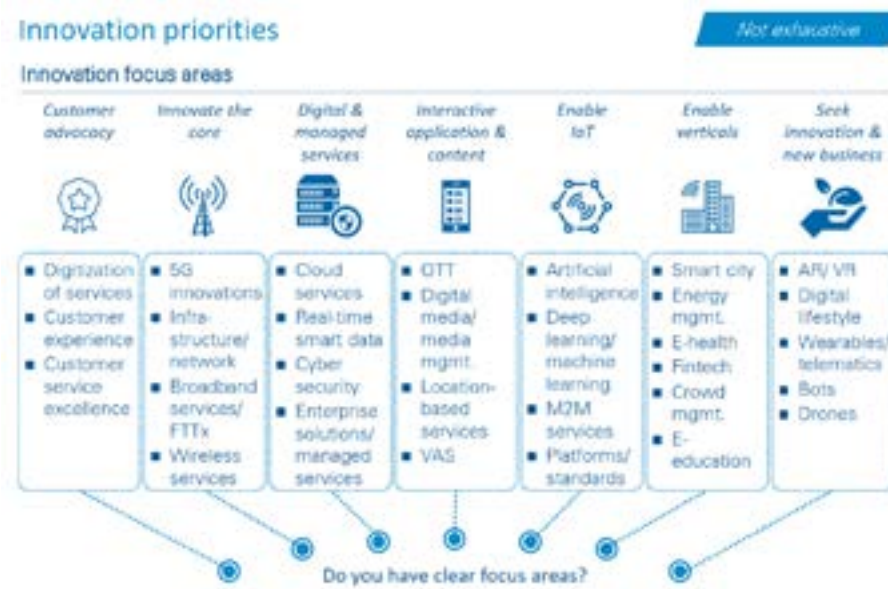 Innovation priorities
Not exhaustive
Innovation focus areas
Customer
advocacy
Innovate the
core
Digital &
managed
services
Interactive
application &
content
Enable
IoT
Enable
verticals
Seek
innovation &
new business
Digitization
of services
Customer
experience
Customer
service
excellence
5G
innovations
Infra-
structure/
network
Broadband
services/
FTTx
Wireless
services
Cloud
services
Real-time
smart data
Cyber
security
Enterprise
solutions/
managed
services
OTT
Digital
media/
media
mgmt.
Location-
based
services
VAS
Artificial
intelligence
Deep
learning/
machine
learning
M2M
services
Platforms/
standards
Smart city
Energy
mgmt.
E-health
Fintech
Crowd
mgmt.
E-
education
AR/ VR
Digital
lifestyle
Wearables/
telematics
Bots
Drones
Do you have clear focus areas?